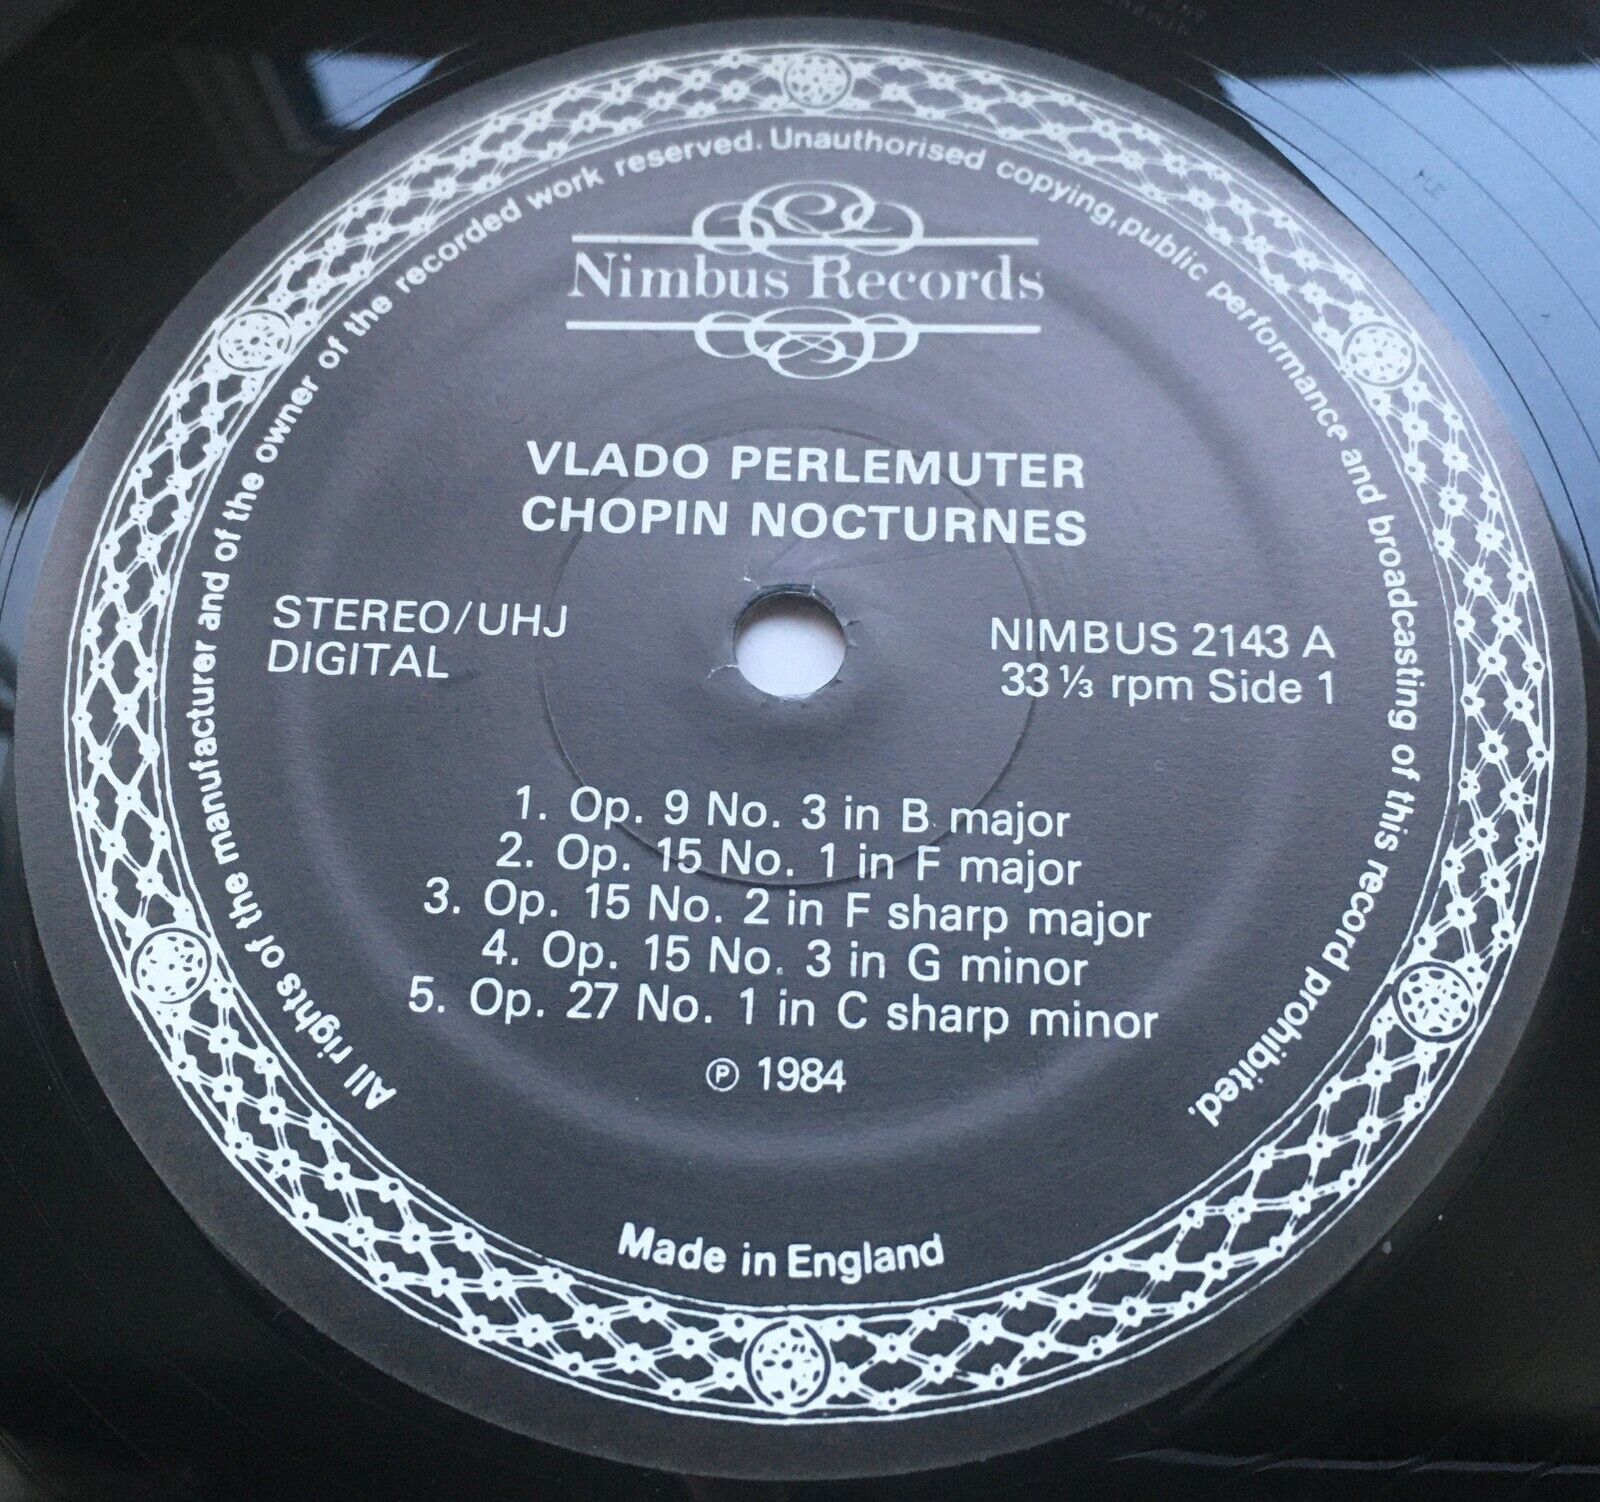 All rights of the manufacturer and of the owner of the recorded work reserved. Unauthorised copying, public performance and broadcasting of this record prohibited.
Nimbus Records
VLADO PERLEMUTER
CHOPIN NOCTURNES
STEREO/UHJ
DIGITAL
NIMBUS 2143 A
33 ⅓ rpm Side 1
1. Op. 9 No. 3 in B major
2. Op. 15 No. 1 in F major
3. Op. 15 No. 2 in F sharp major
4. Op. 15 No. 3 in G minor
5. Op. 27 No. 1 in C sharp minor
℗ 1984
Made in England